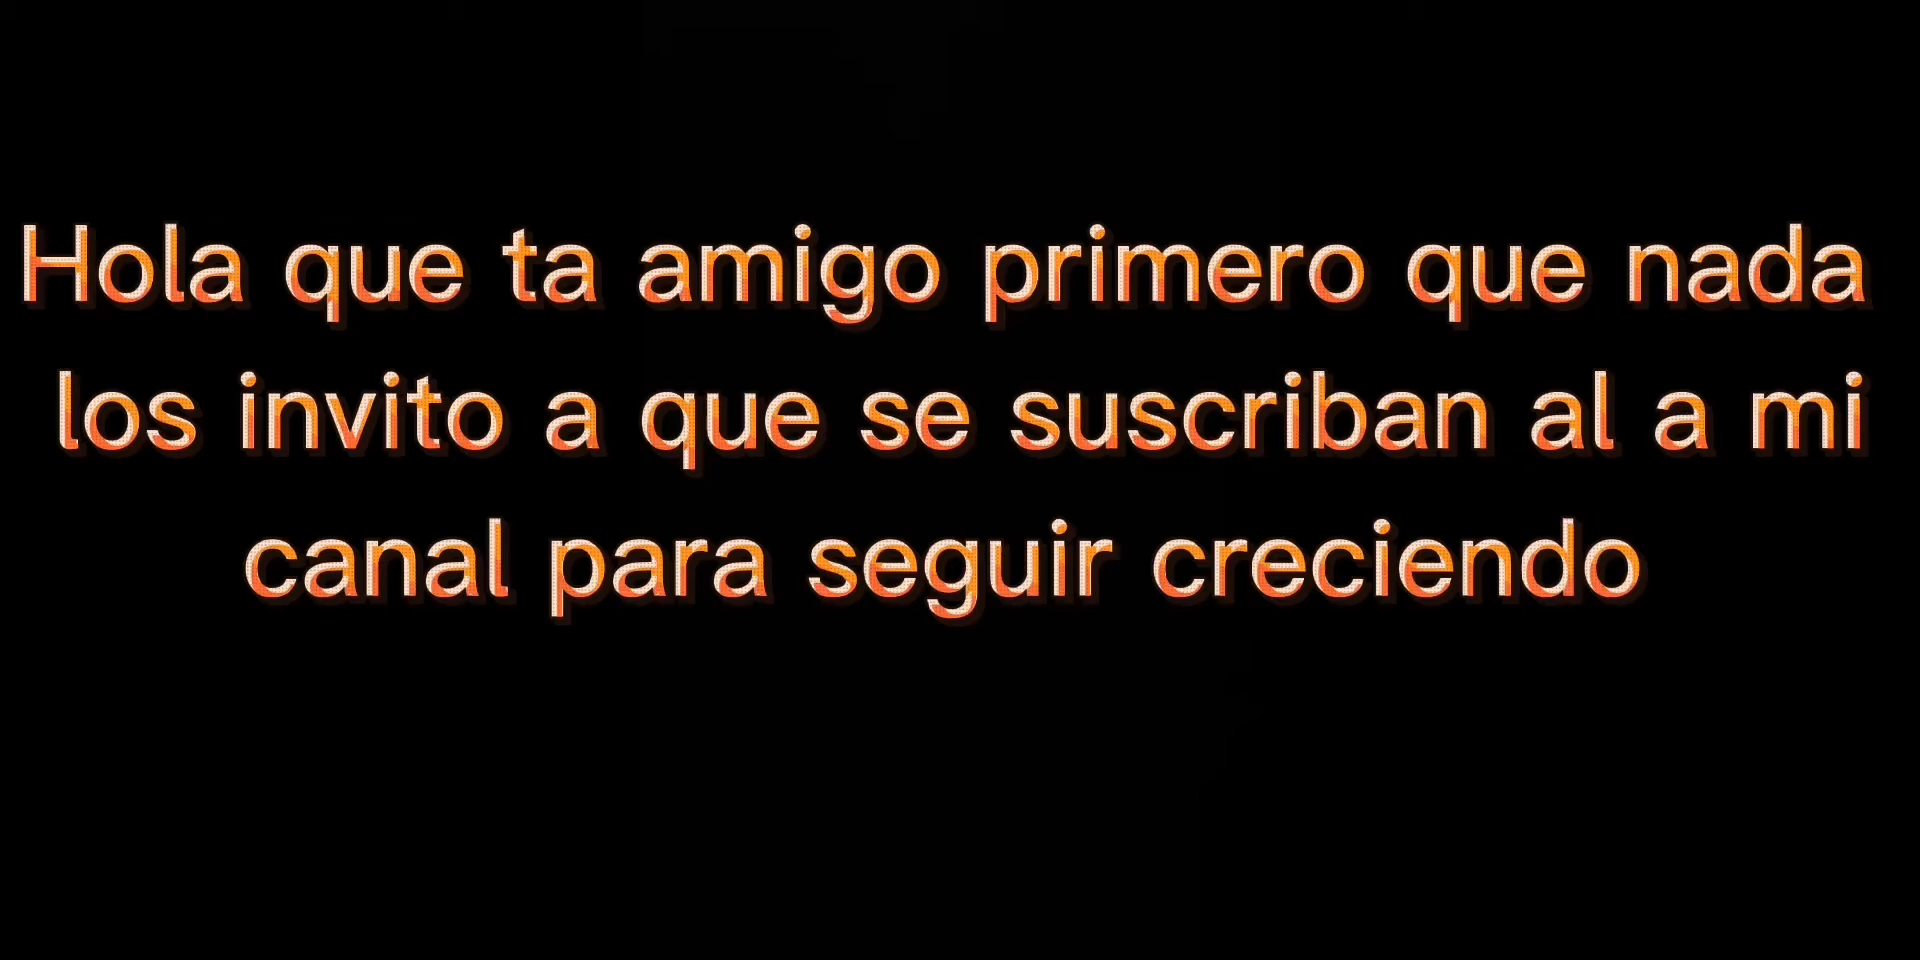 Hola que ta amigo primero que nada
los invito a que se suscriban al a mi
canal para seguir creciendo